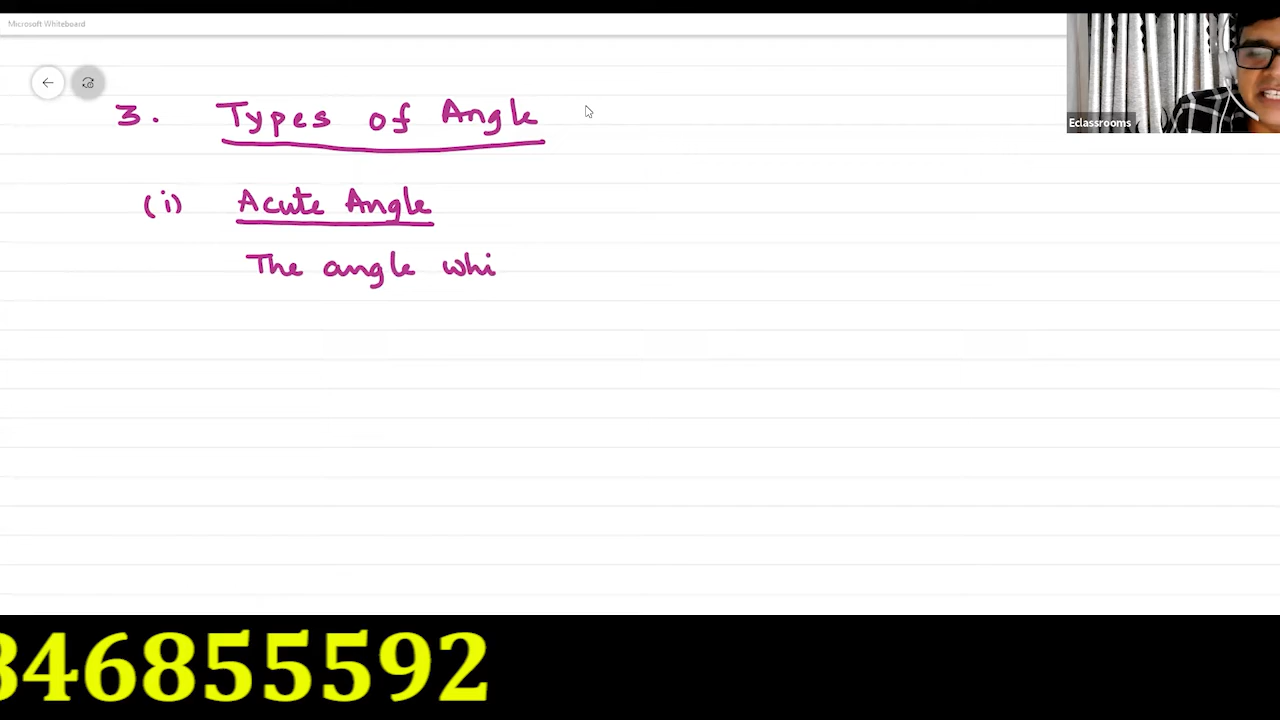 Microsoft Whiteboard
Eclassrooms
3. Types of Angle
(i) Acute Angle
The angle whi
846855592